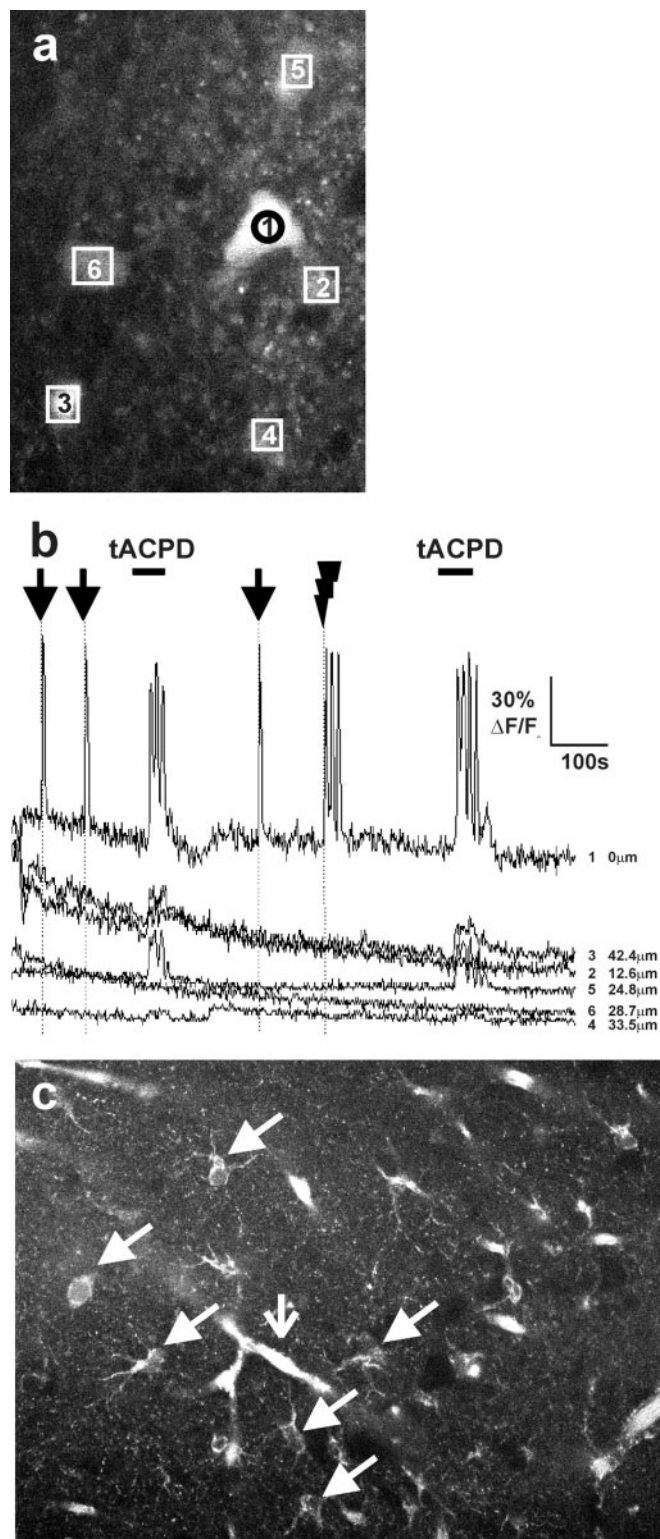 a
5
1
6
2
3
4
b
tACPD tACPD
30%
ΔF/F
100s
1 0µm
3 42.4µm
2 12.6µm
5 24.8µm
6 28.7µm
4 33.5µm
c